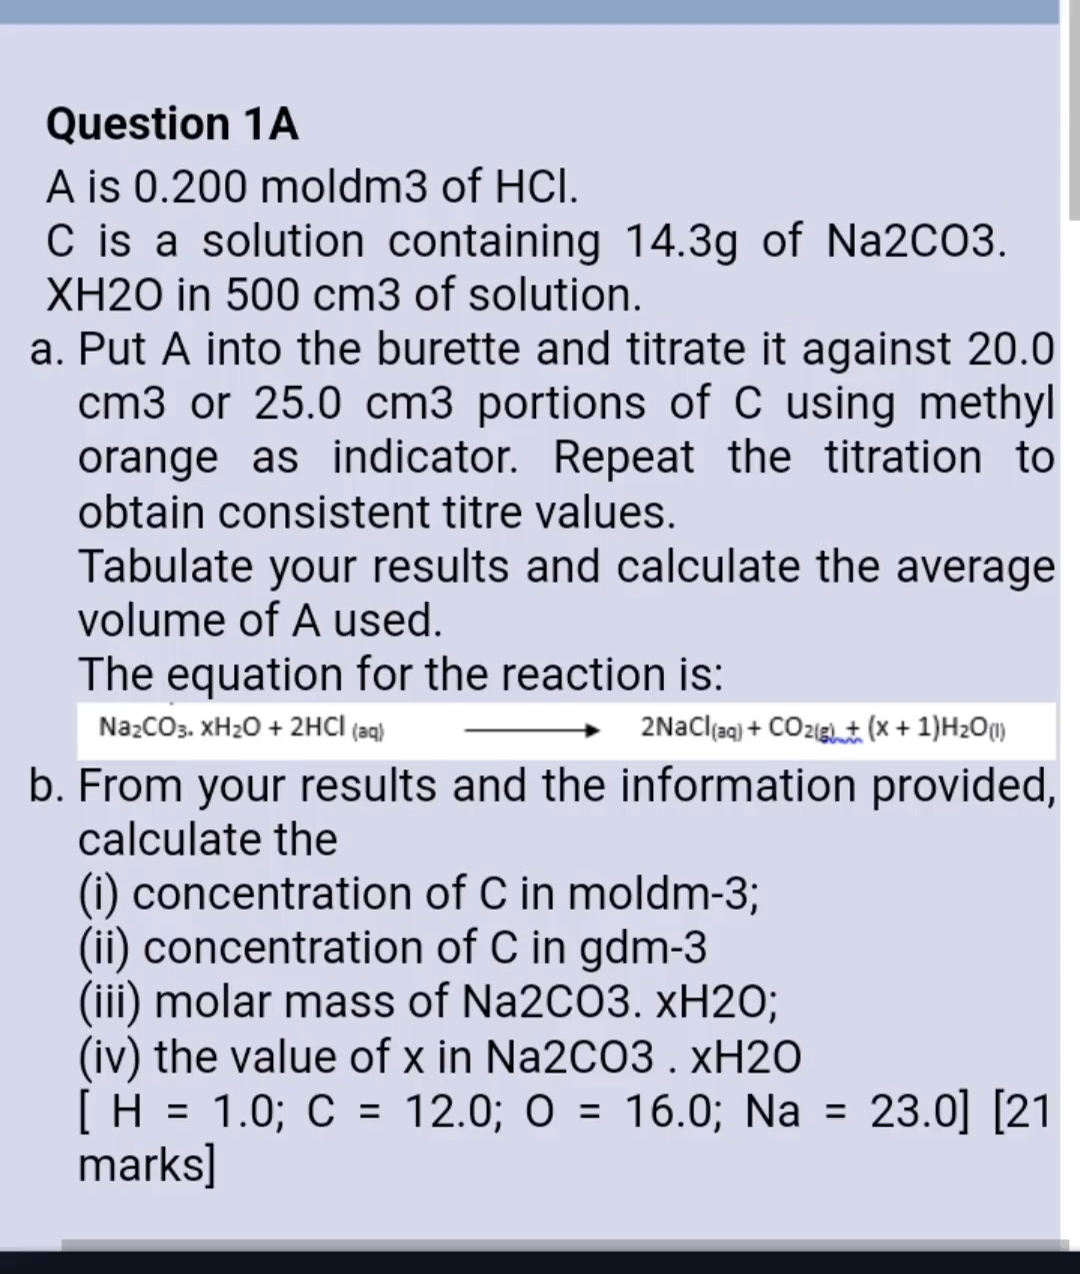 Question 1A
A is 0.200 moldm3 of HCl.
C is a solution containing 14.3g of Na2CO3.
XH2O in 500 cm3 of solution.
a. Put A into the burette and titrate it against 20.0
cm3 or 25.0 cm3 portions of C using methyl
orange as indicator. Repeat the titration to
obtain consistent titre values.
Tabulate your results and calculate the average
volume of A used.
The equation for the reaction is:
Na₂CO₃. xH₂O + 2HCl (aq) ⟶ 2NaCl(aq) + CO₂(g) + (x + 1)H₂O(l)
b. From your results and the information provided,
calculate the
(i) concentration of C in moldm-3;
(ii) concentration of C in gdm-3
(iii) molar mass of Na2CO3. xH2O;
(iv) the value of x in Na2CO3 . xH2O
[ H = 1.0; C = 12.0; O = 16.0; Na = 23.0] [21
marks]